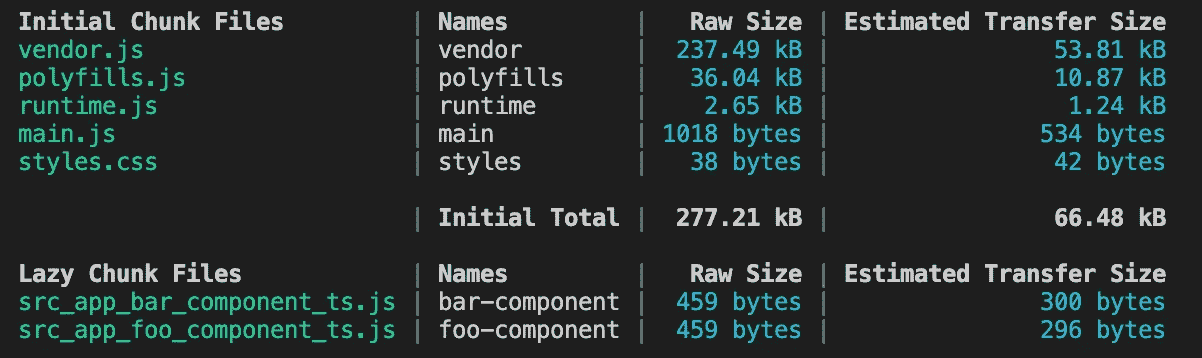 Initial Chunk Files | Names | Raw Size | Estimated Transfer Size
vendor.js | vendor | 237.49 kB | 53.81 kB
polyfills.js | polyfills | 36.04 kB | 10.87 kB
runtime.js | runtime | 2.65 kB | 1.24 kB
main.js | main | 1018 bytes | 534 bytes
styles.css | styles | 38 bytes | 42 bytes
| Initial Total | 277.21 kB | 66.48 kB
Lazy Chunk Files | Names | Raw Size | Estimated Transfer Size
src_app_bar_component_ts.js | bar-component | 459 bytes | 300 bytes
src_app_foo_component_ts.js | foo-component | 459 bytes | 296 bytes